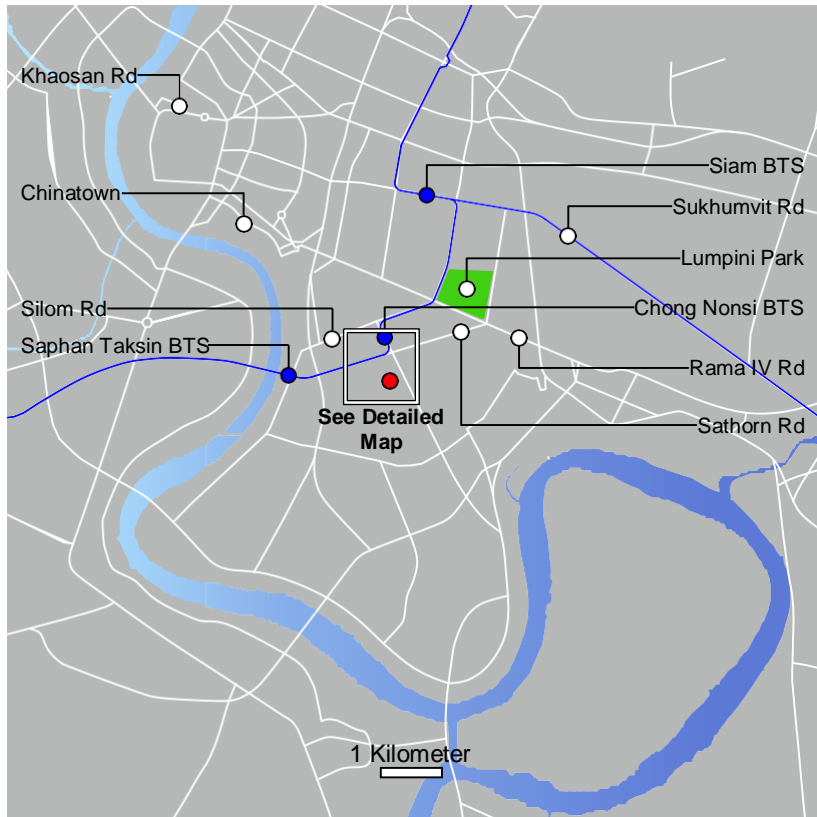 Khaosan Rd
Siam BTS
Chinatown
Sukhumvit Rd
Lumpini Park
Silom Rd
Chong Nonsi BTS
Saphan Taksin BTS
Rama IV Rd
See Detailed
Map
Sathorn Rd
1 Kilometer